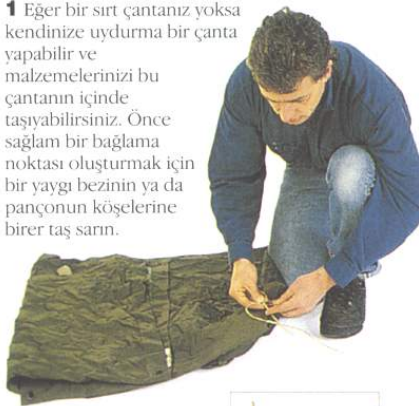 1 Eğer bir sırt çantanız yoksa
kendinize uydurma bir çanta
yapabilir ve
malzemelerinizi bu
çantanın içinde
taşıyabilirsiniz. Önce
sağlam bir bağlama
noktası oluşturmak için
bir yaygı bezinin ya da
pançonun köşelerine
birer taş sarın.